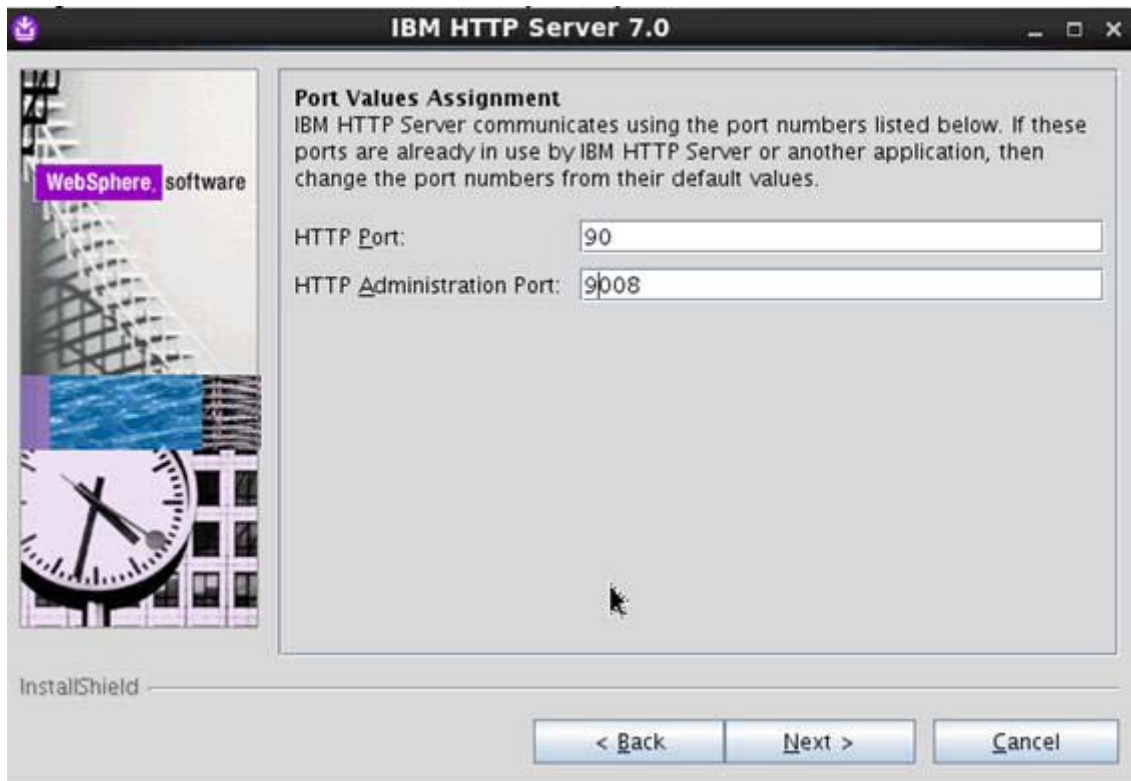 IBM HTTP Server 7.0
WebSphere software
Port Values Assignment
IBM HTTP Server communicates using the port numbers listed below. If these
ports are already in use by IBM HTTP Server or another application, then
change the port numbers from their default values.
HTTP Port: 90
HTTP Administration Port: 9008
InstallShield
< Back Next > Cancel